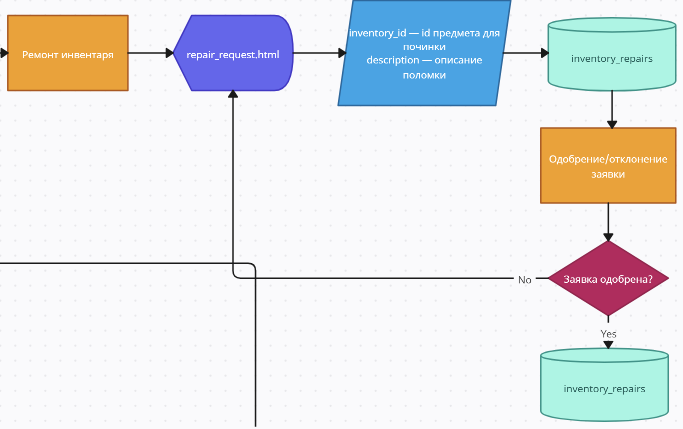 Ремонт инвентаря
repair_request.html
inventory_id — id предмета для
починки
description — описание
поломки
inventory_repairs
Одобрение/отклонение
заявки
Заявка одобрена?
No
Yes
inventory_repairs